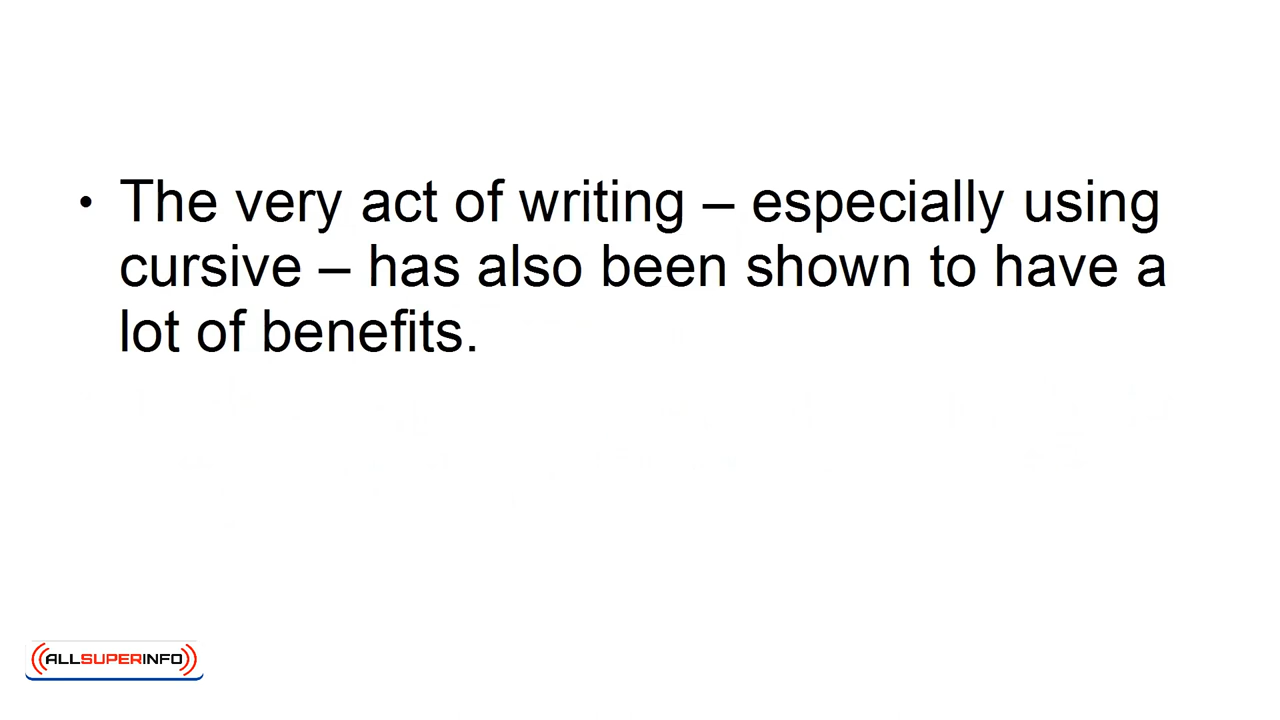 • The very act of writing – especially using
cursive – has also been shown to have a
lot of benefits.
ALLSUPERINFO